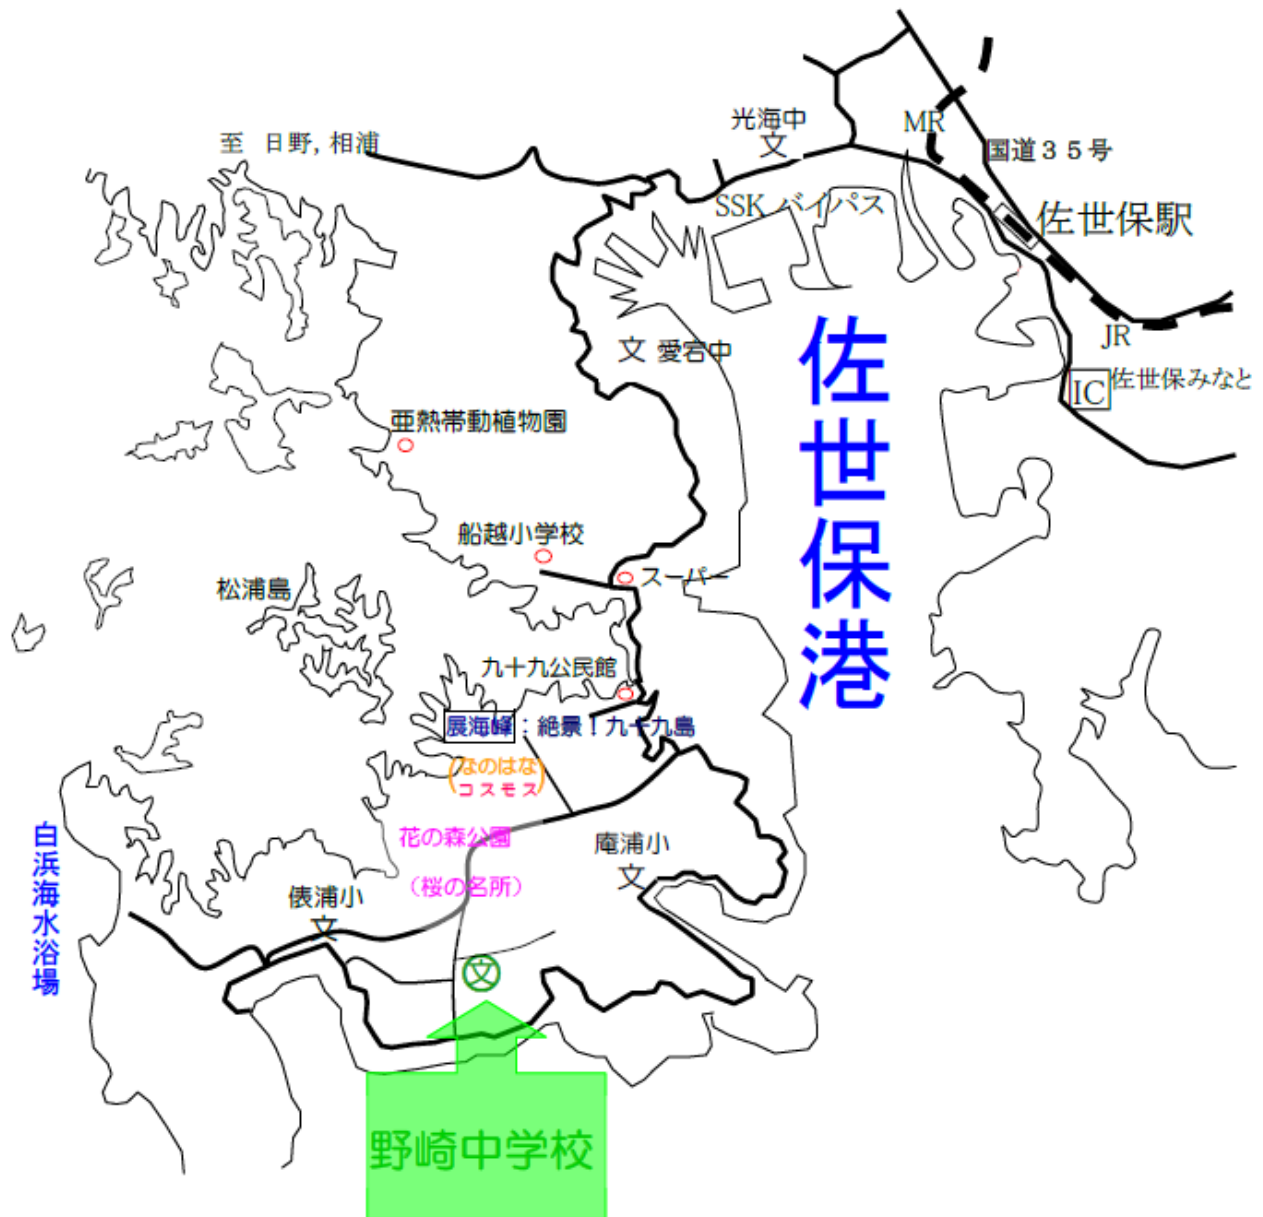 光海中
文
MR
至　日野，相浦
国道３５号
SSK バイパス
佐世保駅
JR
文 愛宕中
佐世保港
IC
佐世保みなと
亜熱帯動植物園
船越小学校
スーパー
松浦島
九十九公民館
展海峰：絶景！九十九島
（なのはな
コスモス）
花の森公園
（桜の名所）
庵浦小
文
白浜海水浴場
俵浦小
文
文
野崎中学校